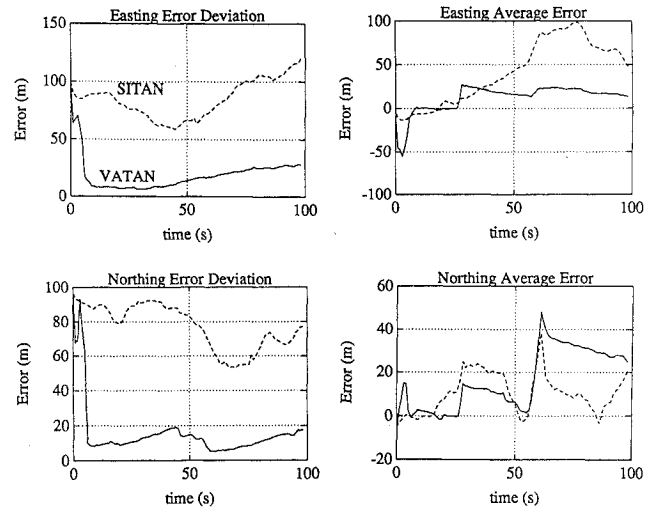 Easting Error Deviation
150
100
50
0
Error (m)
SITAN
VATAN
0
50
100
time (s)
Easting Average Error
100
50
0
-50
-100
Error (m)
0
50
100
time (s)
Northing Error Deviation
100
80
60
40
20
0
Error (m)
0
50
100
time (s)
Northing Average Error
60
40
20
0
-20
Error (m)
0
50
100
time (s)